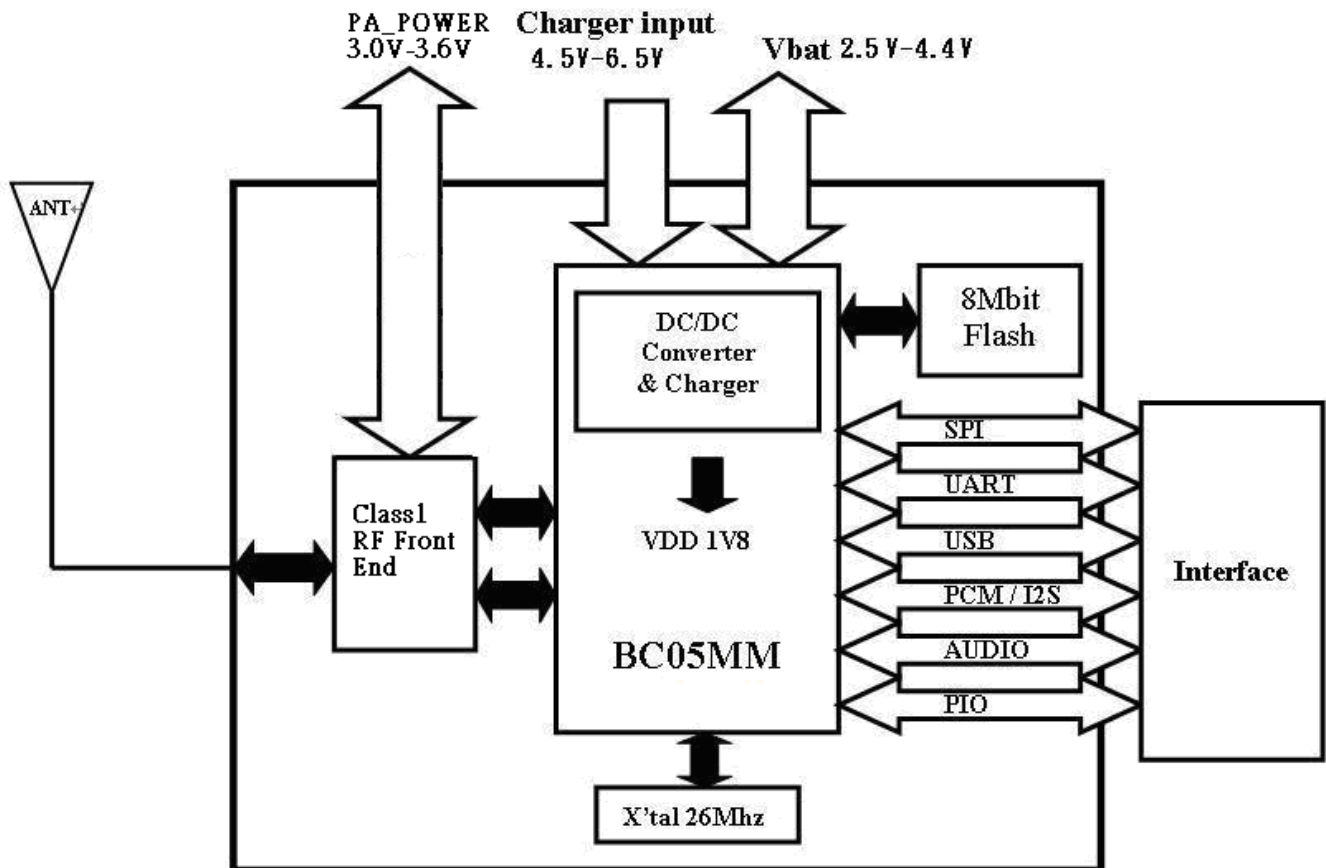 PA_POWER
3.0V-3.6V
Charger input
4.5V-6.5V
Vbat 2.5V-4.4V
ANT↵
DC/DC
Converter
& Charger
8Mbit
Flash
SPI
UART
USB
PCM / I2S
AUDIO
PIO
Interface
Class1
RF Front
End
VDD 1V8
BC05MM
X'tal 26Mhz